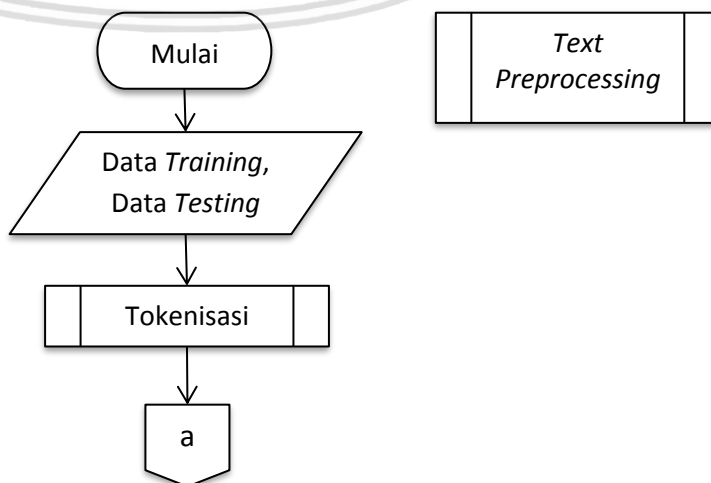 Mulai
Text
Preprocessing
Data Training,
Data Testing
Tokenisasi
a